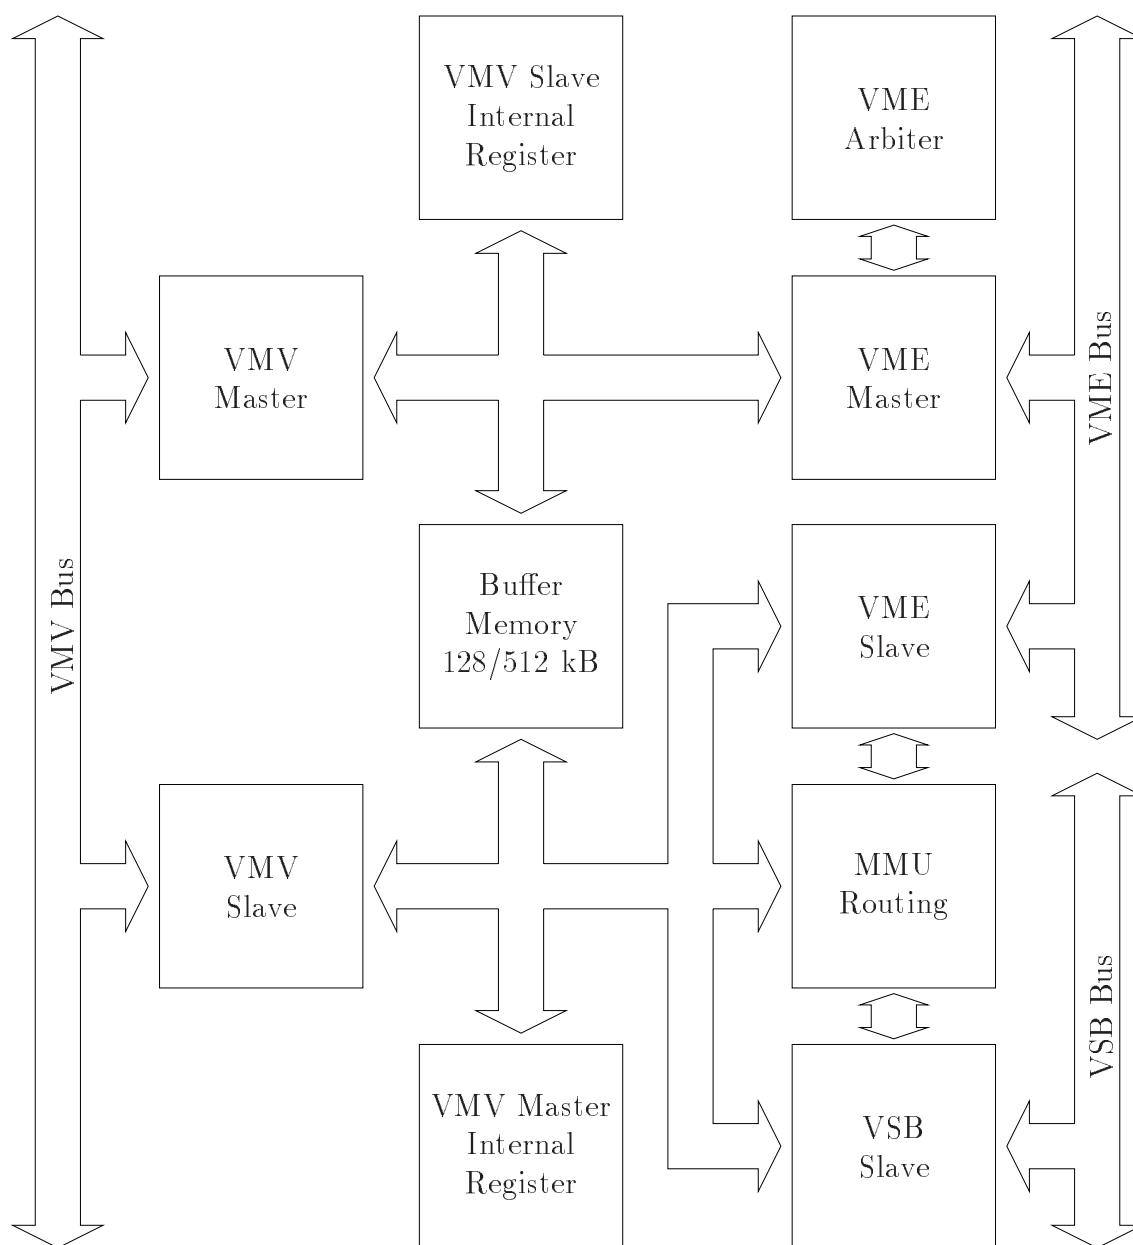 VMV Slave
Internal
Register
VME
Arbiter
VMV
Master
VME
Master
VME Bus
Buffer
Memory
128/512 kB
VME
Slave
VMV Bus
VMV
Slave
MMU
Routing
VSB Bus
VMV Master
Internal
Register
VSB
Slave